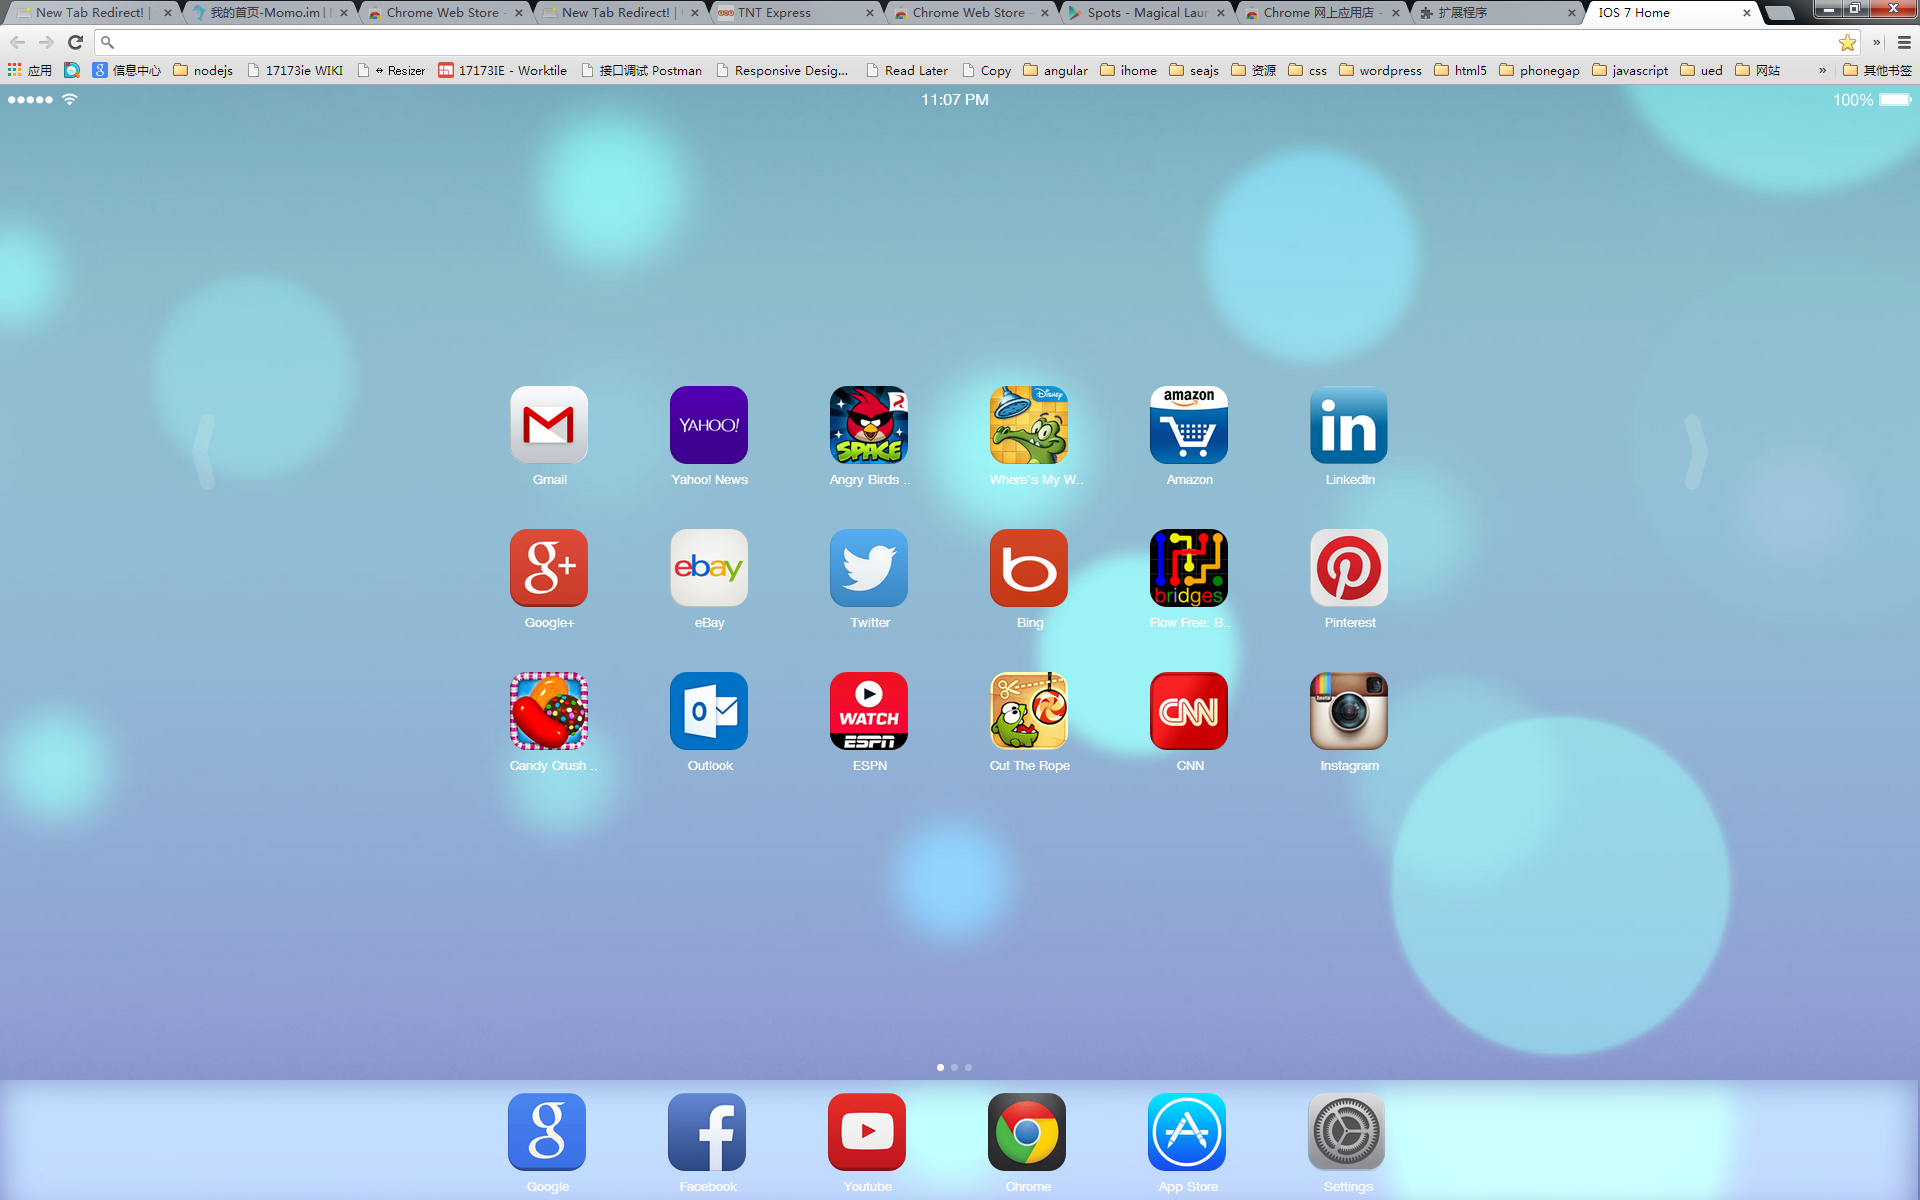 New Tab Redirect! | 我的首页-Momo.im | Chrome Web Store - New Tab Redirect! | TNT Express Chrome Web Store - Spots - Magical Laun Chrome 网上应用店 - 扩展程序 IOS 7 Home
应用 信息中心 nodejs 17173ie WIKI ↔ Resizer 17173IE - Worktile 接口调试 Postman Responsive Desig... Read Later Copy angular ihome seajs 资源 css wordpress html5 phonegap javascript ued 网站 » 其他书签
11:07 PM 100%
YAHOO! SPACE Disney amazon in
Gmail Yahoo! News Angry Birds .. Where's My W.. Amazon LinkedIn
g+ ebay bridges
Google+ eBay Twitter Bing Flow Free: B.. Pinterest
WATCH ESPN CNN Insta
Candy Crush .. Outlook ESPN Cut The Rope CNN Instagram
Google Facebook Youtube Chrome App Store Settings